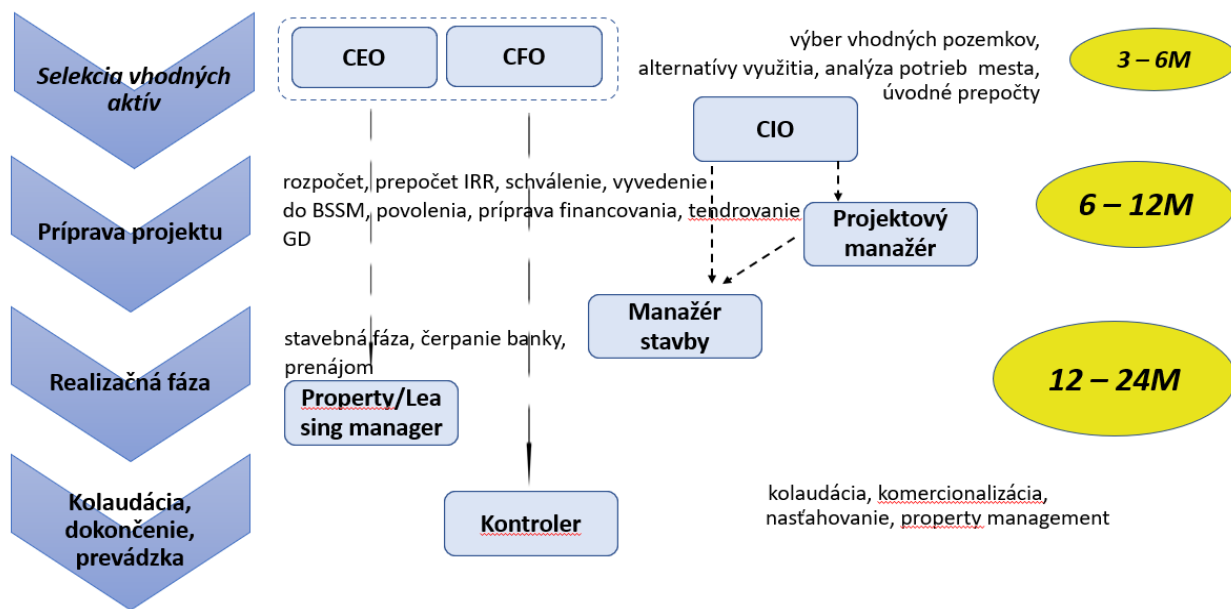 Selekcia vhodných
aktív
CEO
CFO
výber vhodných pozemkov,
alternatívy využitia, analýza potrieb mesta,
úvodné prepočty
3 – 6M
CIO
Príprava projektu
rozpočet, prepočet IRR, schválenie, vyvedenie
do BSSM, povolenia, príprava financovania, tendrovanie
GD
Projektový
manažér
6 – 12M
Manažér
stavby
Realizačná fáza
stavebná fáza, čerpanie banky,
prenájom
Property/Lea
sing manager
12 – 24M
Kolaudácia,
dokončenie,
prevádzka
Kontroler
kolaudácia, komercionalizácia,
nasťahovanie, property management